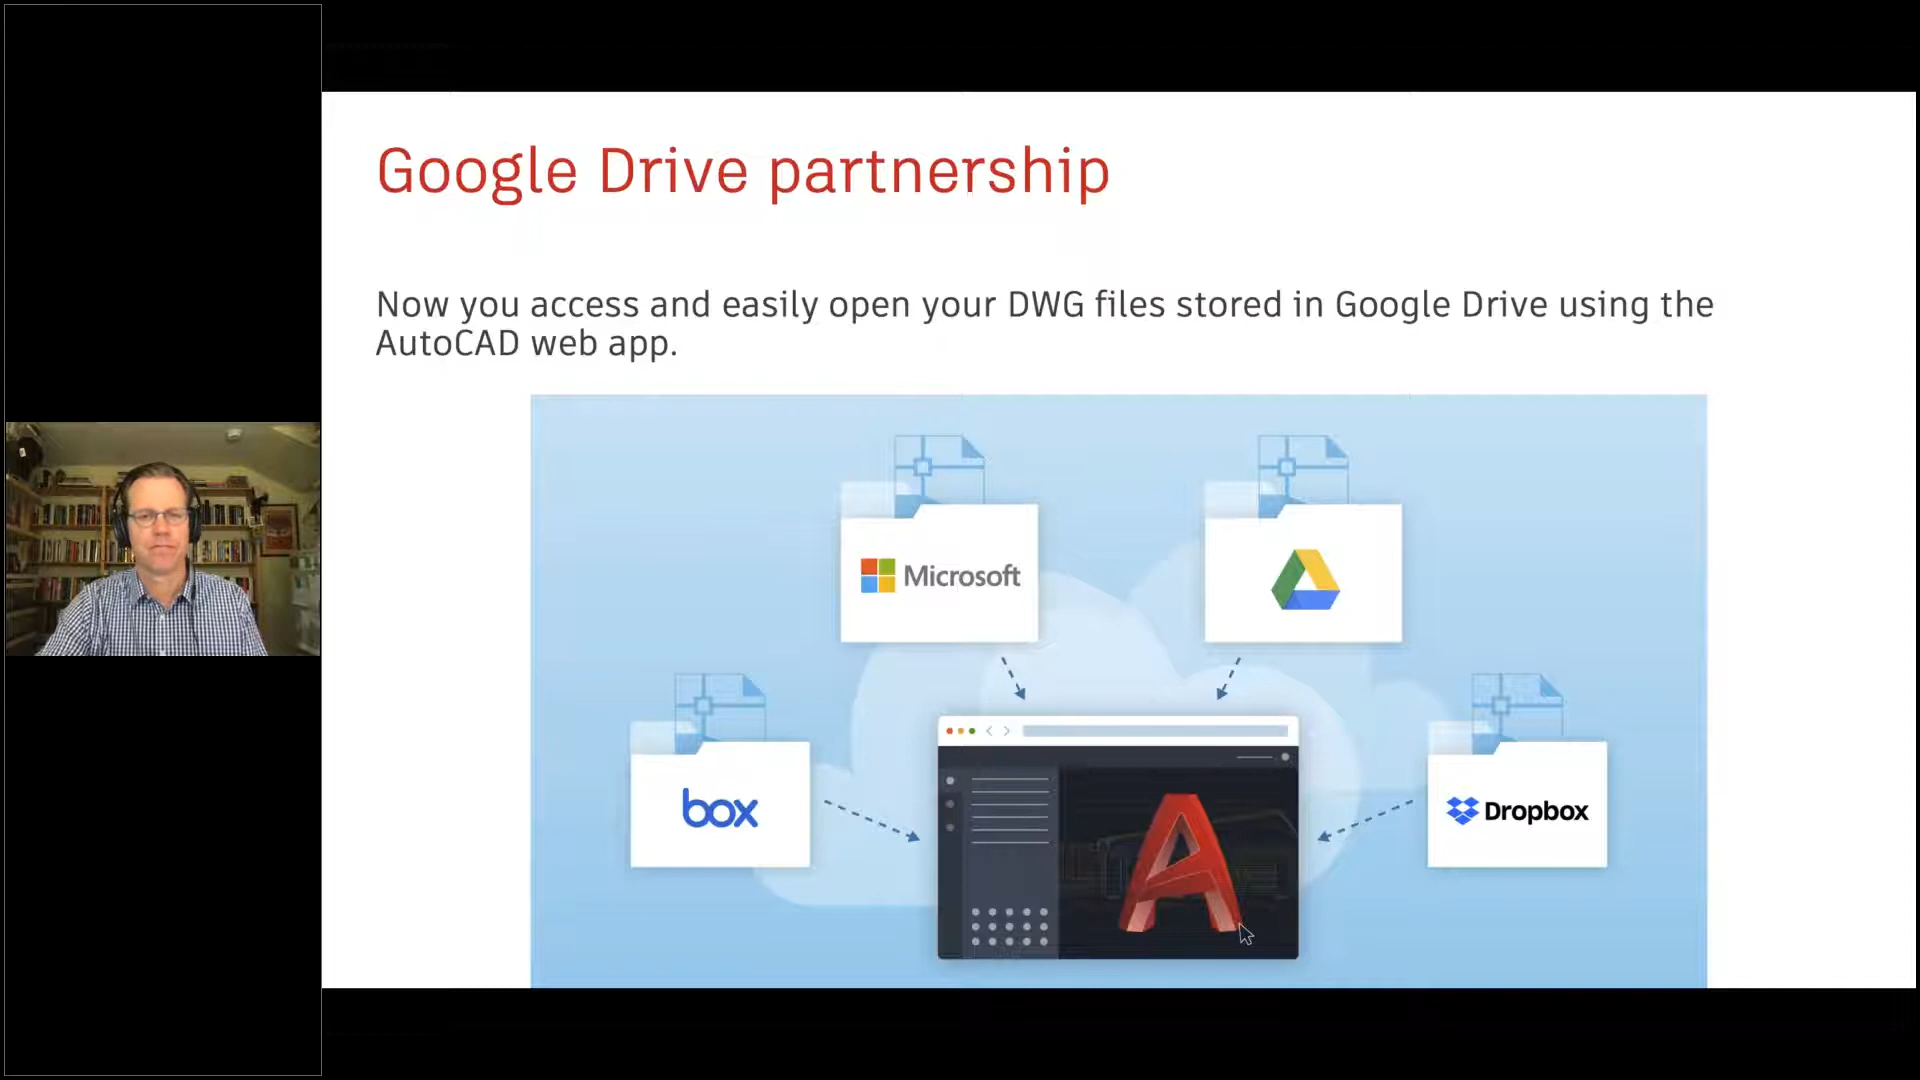 Google Drive partnership
Now you access and easily open your DWG files stored in Google Drive using the
AutoCAD web app.
Microsoft
box
Dropbox